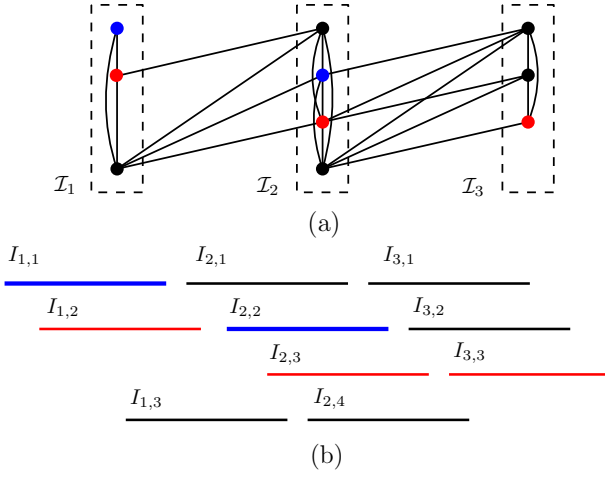 𝓘₁ 𝓘₂ 𝓘₃
(a)
I₁,₁ I₂,₁ I₃,₁
I₁,₂ I₂,₂ I₃,₂
I₂,₃ I₃,₃
I₁,₃ I₂,₄
(b)